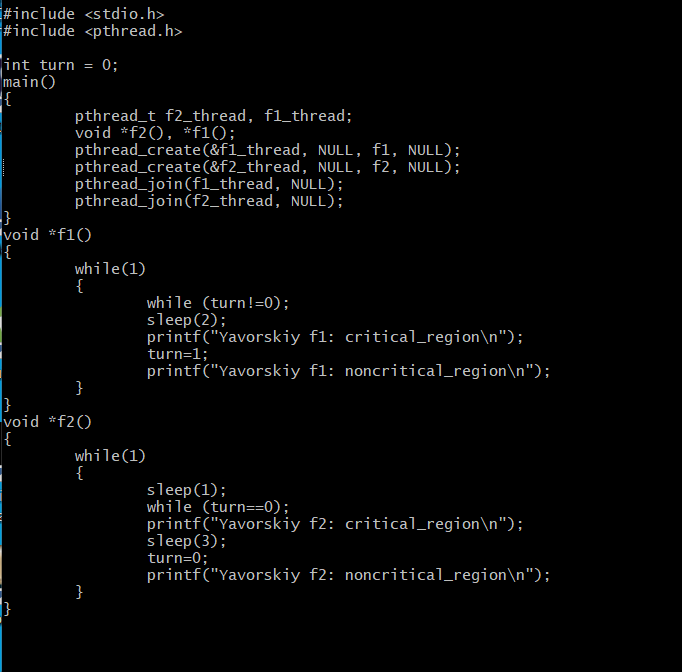 #include <stdio.h>
#include <pthread.h>

int turn = 0;
main()
{
        pthread_t f2_thread, f1_thread;
        void *f2(), *f1();
        pthread_create(&f1_thread, NULL, f1, NULL);
        pthread_create(&f2_thread, NULL, f2, NULL);
        pthread_join(f1_thread, NULL);
        pthread_join(f2_thread, NULL);
}
void *f1()
{
        while(1)
        {
                while (turn!=0);
                sleep(2);
                printf("Yavorskiy f1: critical_region\n");
                turn=1;
                printf("Yavorskiy f1: noncritical_region\n");
        }
}
void *f2()
{
        while(1)
        {
                sleep(1);
                while (turn==0);
                printf("Yavorskiy f2: critical_region\n");
                sleep(3);
                turn=0;
                printf("Yavorskiy f2: noncritical_region\n");
        }
}